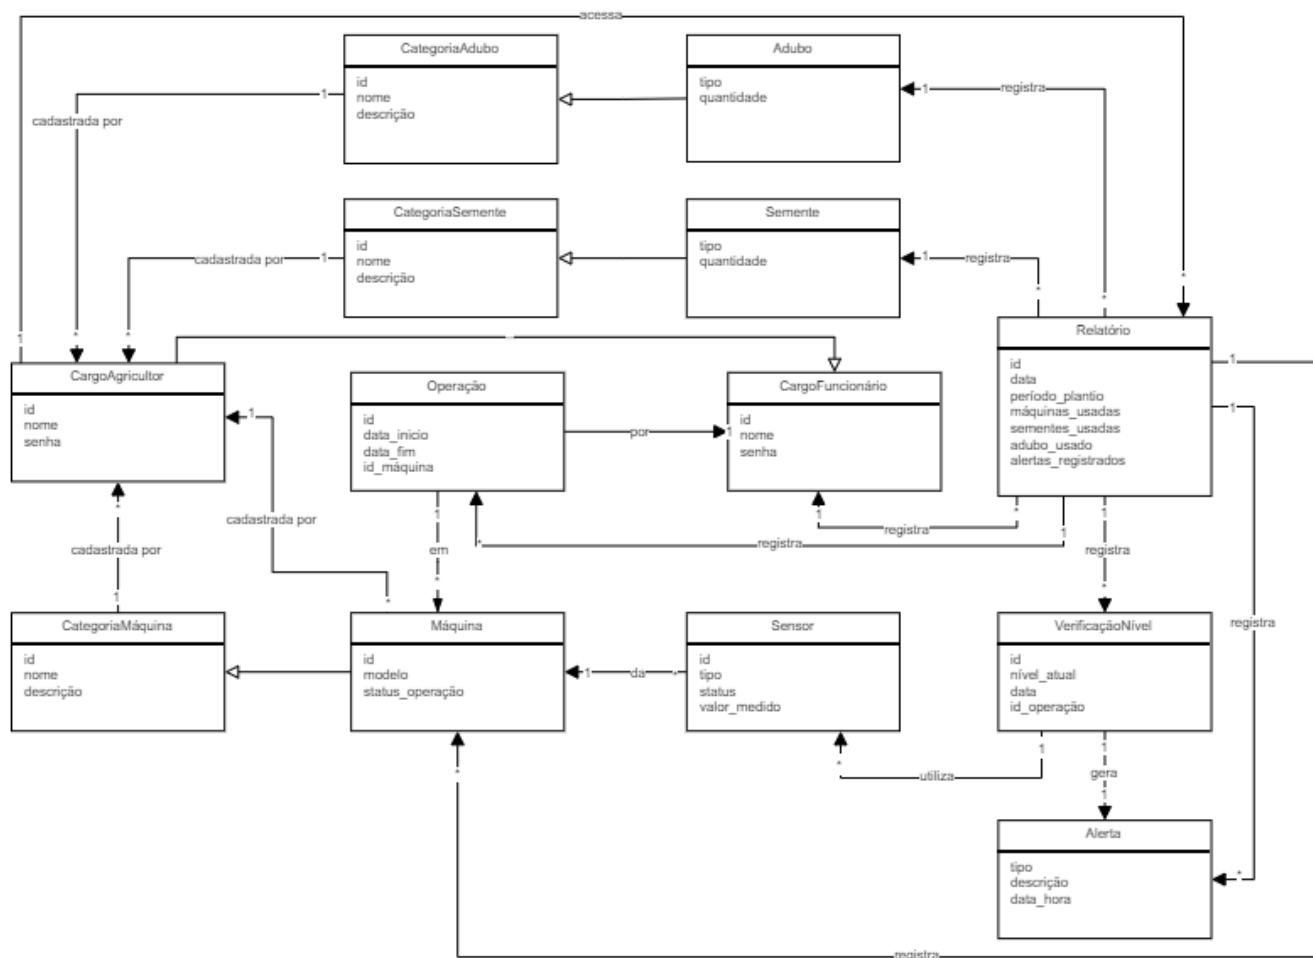 acessa
CategoriaAdubo
id
nome
descrição
Adubo
tipo
quantidade
1
cadastrada por
*
1
registra
*
CategoriaSemente
id
nome
descrição
Semente
tipo
quantidade
1
cadastrada por
*
1
registra
*
*
1
CargoAgricultor
id
nome
senha
Operação
id
data_inicio
data_fim
id_máquina
por
1
CargoFuncionário
id
nome
senha
Relatório
id
data
período_plantio
máquinas_usadas
sementes_usadas
adubo_usado
alertas_registrados
1
1
1
cadastrada por
*
*
cadastrada por
1
1
em
*
1
registra
*
*
registra
1
1
registra
*
registra
*
CategoriaMáquina
id
nome
descrição
Máquina
id
modelo
status_operação
1
da
*
Sensor
id
tipo
status
valor_medido
VerificaçãoNível
id
nível_atual
data
id_operação
*
utiliza
1
1
gera
1
Alerta
tipo
descrição
data_hora
*
registra